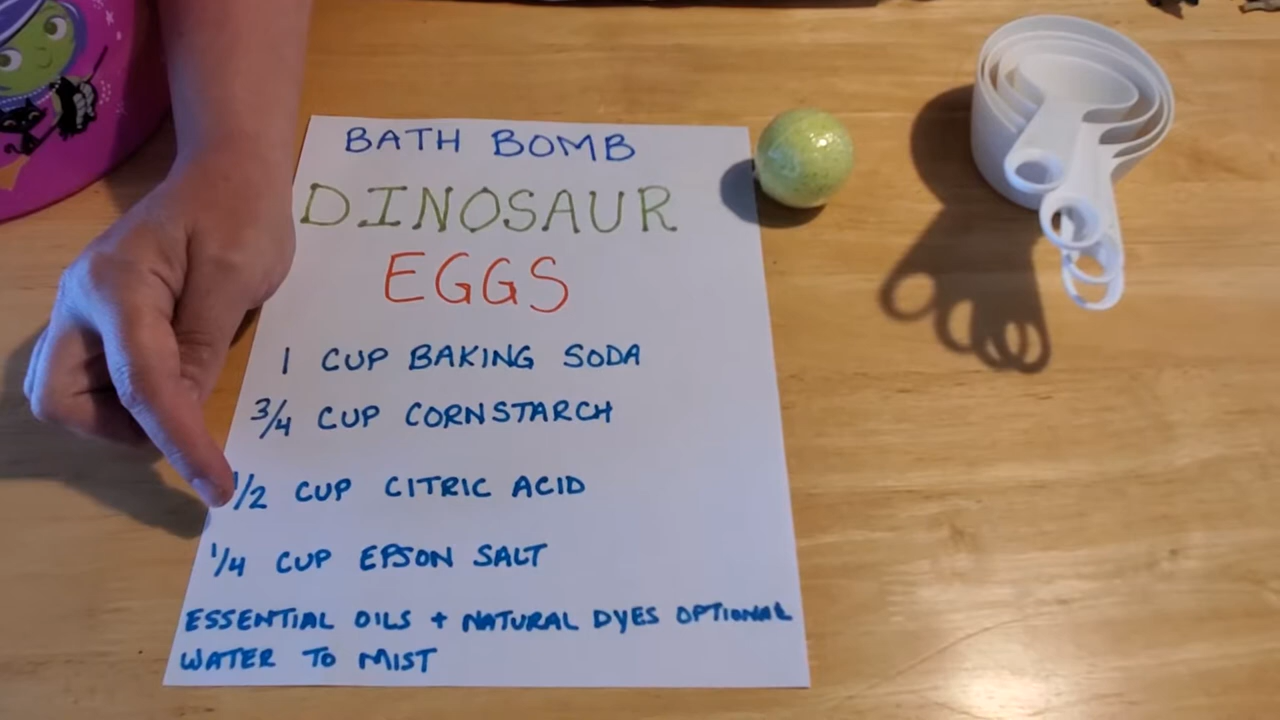 BATH BOMB
DINOSAUR
EGGS
1 CUP BAKING SODA
3/4 CUP CORNSTARCH
1/2 CUP CITRIC ACID
1/4 CUP EPSON SALT
ESSENTIAL OILS + NATURAL DYES OPTIONAL
WATER TO MIST